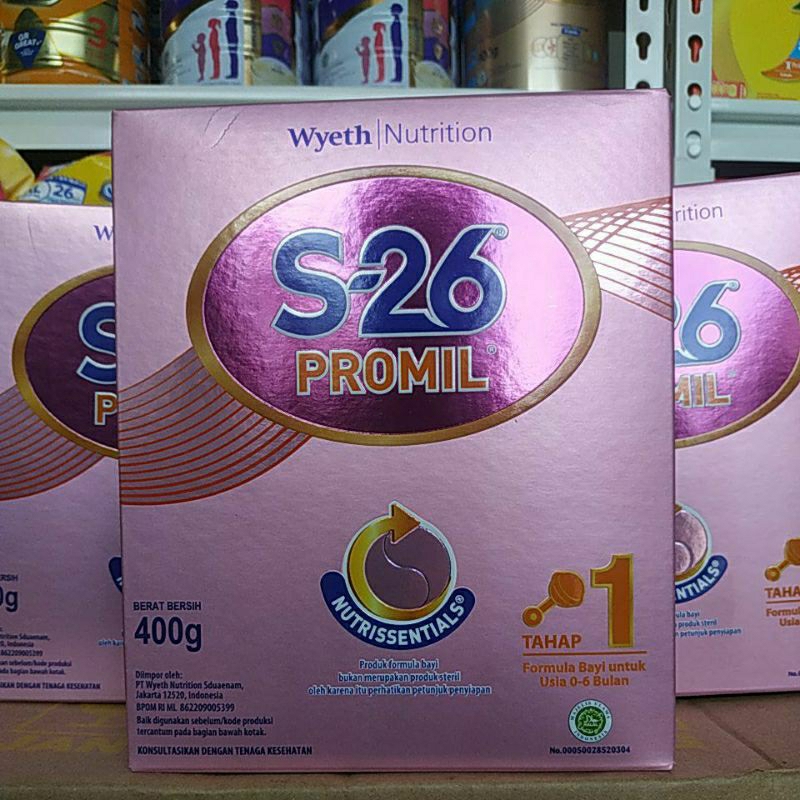 Wyeth | Nutrition
S-26®
PROMIL®
NUTRISSENTIALS®
BERAT BERSIH
400g
Produk formula bayi
bukan merupakan produk steril
oleh karena itu perhatikan petunjuk penyiapan
1
TAHAP
Formula Bayi untuk
Usia 0-6 Bulan
Diimpor oleh:
PT Wyeth Nutrition Sduaenam,
Jakarta 12520, Indonesia
BPOM RI ML 862209005399
Baik digunakan sebelum/kode produksi
tercantum pada bagian bawah kotak.
KONSULTASIKAN DENGAN TENAGA KESEHATAN
No.00050028520304